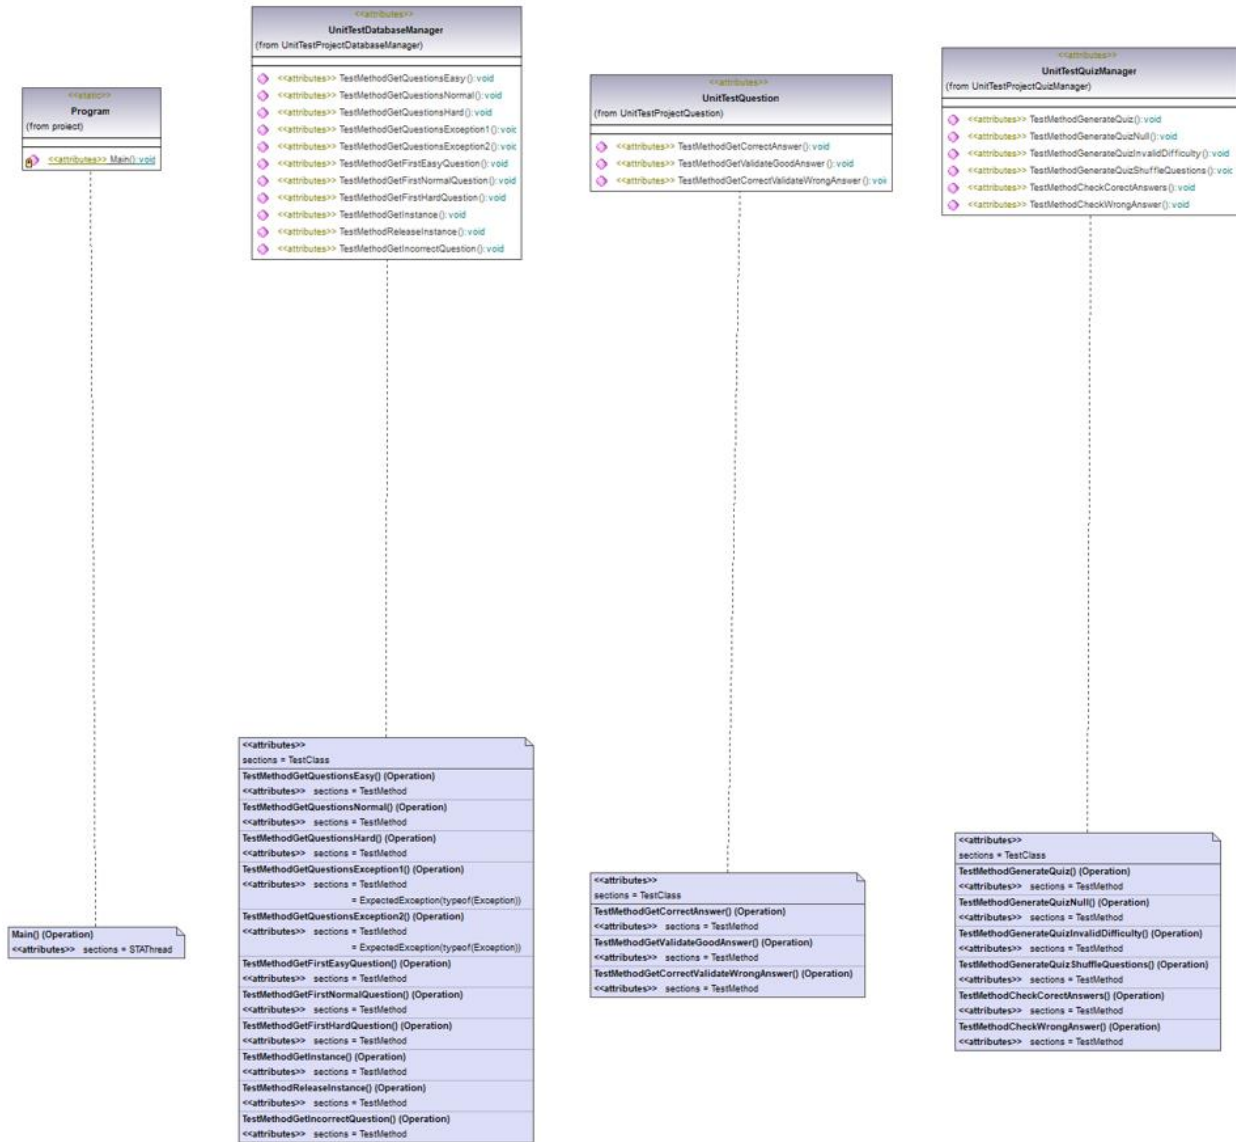 <<static>>
Program
(from proiect)
<<attributes>> Main():void
<<attributes>>
UnitTestDatabaseManager
(from UnitTestProjectDatabaseManager)
<<attributes>> TestMethodGetQuestionsEasy():void
<<attributes>> TestMethodGetQuestionsNormal():void
<<attributes>> TestMethodGetQuestionsHard():void
<<attributes>> TestMethodGetQuestionsException1():voic
<<attributes>> TestMethodGetQuestionsException2():voic
<<attributes>> TestMethodGetFirstEasyQuestion():void
<<attributes>> TestMethodGetFirstNormalQuestion():void
<<attributes>> TestMethodGetFirstHardQuestion():void
<<attributes>> TestMethodGetInstance():void
<<attributes>> TestMethodReleaseInstance():void
<<attributes>> TestMethodGetIncorrectQuestion():void
<<attributes>>
UnitTestQuestion
(from UnitTestProjectQuestion)
<<attributes>> TestMethodGetCorrectAnswer():void
<<attributes>> TestMethodGetValidateGoodAnswer():void
<<attributes>> TestMethodGetCorrectValidateWrongAnswer():voi
<<attributes>>
UnitTestQuizManager
(from UnitTestProjectQuizManager)
<<attributes>> TestMethodGenerateQuiz():void
<<attributes>> TestMethodGenerateQuizNull():void
<<attributes>> TestMethodGenerateQuizInvalidDifficulty():void
<<attributes>> TestMethodGenerateQuizShuffleQuestions():voic
<<attributes>> TestMethodCheckCorectAnswers():void
<<attributes>> TestMethodCheckWrongAnswer():void
Main() (Operation)
<<attributes>> sections = STAThread
<<attributes>>
sections = TestClass
TestMethodGetQuestionsEasy() (Operation)
<<attributes>> sections = TestMethod
TestMethodGetQuestionsNormal() (Operation)
<<attributes>> sections = TestMethod
TestMethodGetQuestionsHard() (Operation)
<<attributes>> sections = TestMethod
TestMethodGetQuestionsException1() (Operation)
<<attributes>> sections = TestMethod
= ExpectedException(typeof(Exception))
TestMethodGetQuestionsException2() (Operation)
<<attributes>> sections = TestMethod
= ExpectedException(typeof(Exception))
TestMethodGetFirstEasyQuestion() (Operation)
<<attributes>> sections = TestMethod
TestMethodGetFirstNormalQuestion() (Operation)
<<attributes>> sections = TestMethod
TestMethodGetFirstHardQuestion() (Operation)
<<attributes>> sections = TestMethod
TestMethodGetInstance() (Operation)
<<attributes>> sections = TestMethod
TestMethodReleaseInstance() (Operation)
<<attributes>> sections = TestMethod
TestMethodGetIncorrectQuestion() (Operation)
<<attributes>> sections = TestMethod
<<attributes>>
sections = TestClass
TestMethodGetCorrectAnswer() (Operation)
<<attributes>> sections = TestMethod
TestMethodGetValidateGoodAnswer() (Operation)
<<attributes>> sections = TestMethod
TestMethodGetCorrectValidateWrongAnswer() (Operation)
<<attributes>> sections = TestMethod
<<attributes>>
sections = TestClass
TestMethodGenerateQuiz() (Operation)
<<attributes>> sections = TestMethod
TestMethodGenerateQuizNull() (Operation)
<<attributes>> sections = TestMethod
TestMethodGenerateQuizInvalidDifficulty() (Operation)
<<attributes>> sections = TestMethod
TestMethodGenerateQuizShuffleQuestions() (Operation)
<<attributes>> sections = TestMethod
TestMethodCheckCorectAnswers() (Operation)
<<attributes>> sections = TestMethod
TestMethodCheckWrongAnswer() (Operation)
<<attributes>> sections = TestMethod